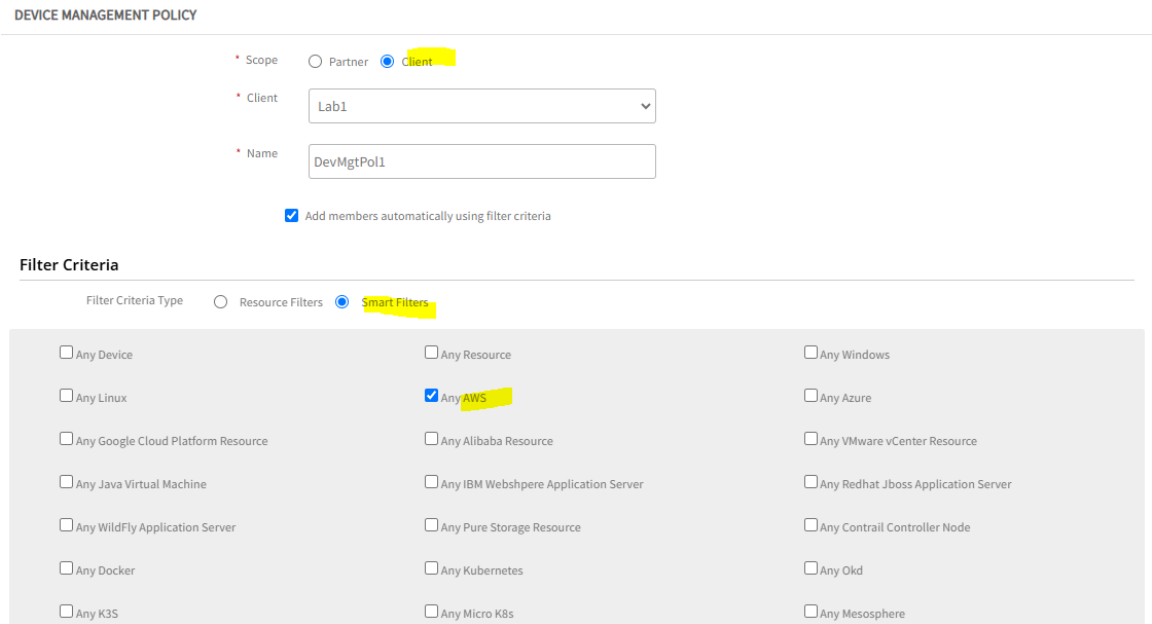 DEVICE MANAGEMENT POLICY
* Scope Partner Client
* Client Lab1
* Name DevMgtPol1
Add members automatically using filter criteria
Filter Criteria
Filter Criteria Type Resource Filters Smart Filters
Any Device Any Resource Any Windows
Any Linux Any AWS Any Azure
Any Google Cloud Platform Resource Any Alibaba Resource Any VMware vCenter Resource
Any Java Virtual Machine Any IBM Webshpere Application Server Any Redhat Jboss Application Server
Any WildFly Application Server Any Pure Storage Resource Any Contrail Controller Node
Any Docker Any Kubernetes Any Okd
Any K3S Any Micro K8s Any Mesosphere